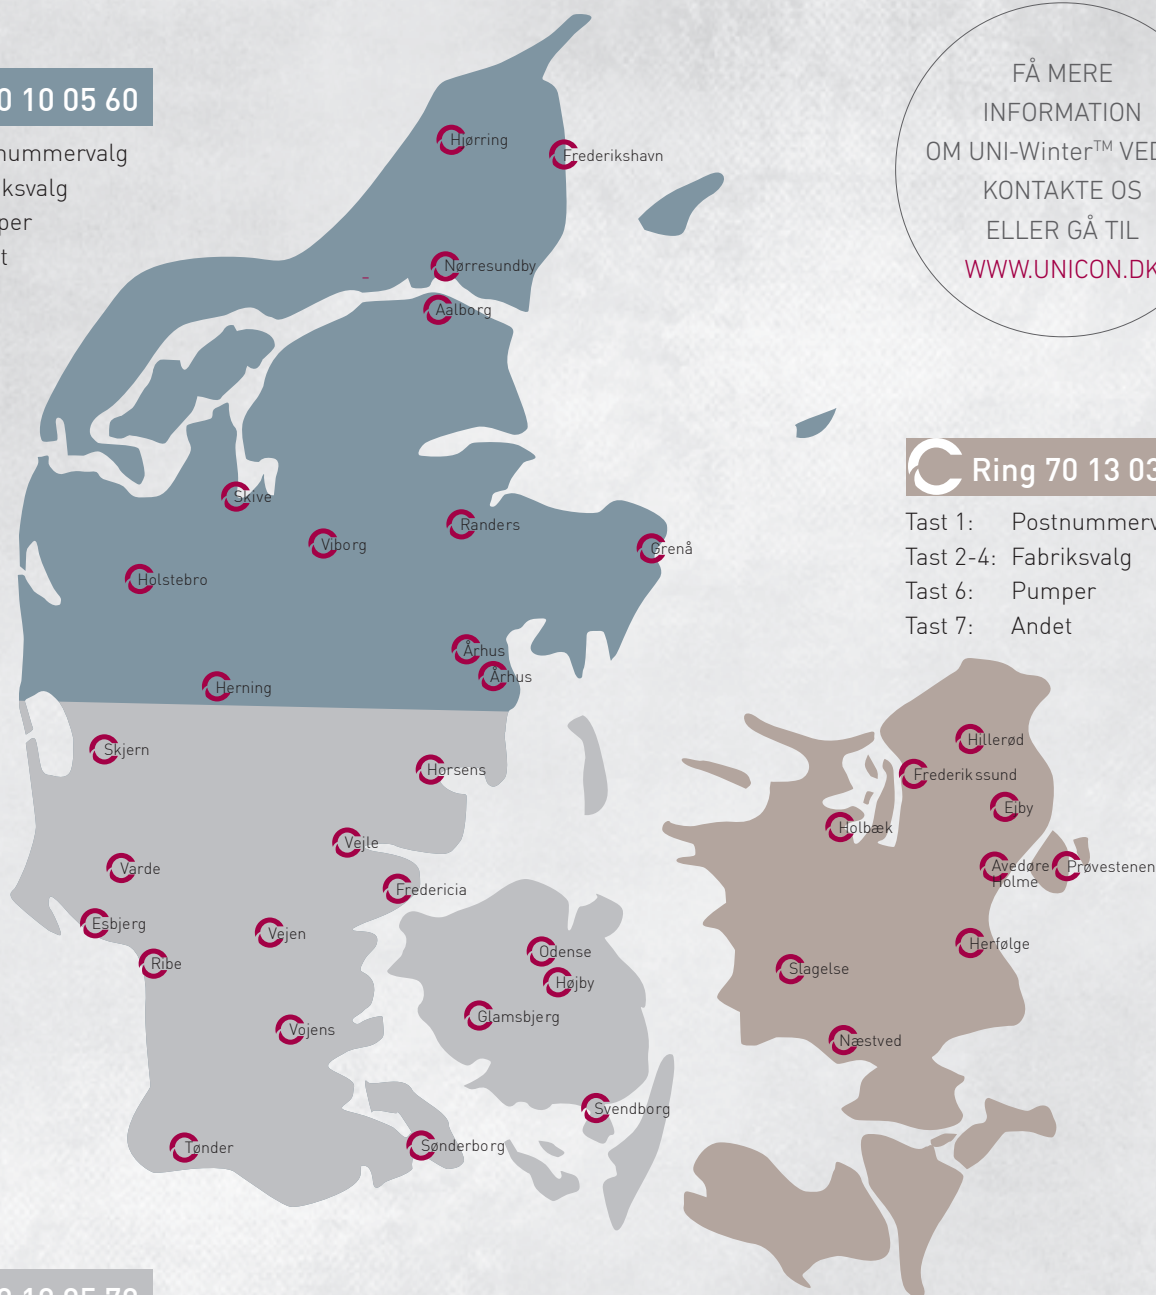 0 10 05 60
nummervalg
ksvalg
per
t
FÅ MERE
INFORMATION
OM UNI-Winter™ VED
KONTAKTE OS
ELLER GÅ TIL
WWW.UNICON.DK
Hjørring
Frederikshavn
Nørresundby
Aalborg
Skive
Viborg
Randers
Grenå
Holstebro
Århus
Århus
Herning
Ring 70 13 03
Tast 1: Postnummerv
Tast 2-4: Fabriksvalg
Tast 6: Pumper
Tast 7: Andet
Skjern
Horsens
Vejle
Varde
Fredericia
Esbjerg
Vejen
Ribe
Odense
Højby
Glamsbjerg
Vojens
Svendborg
Tønder
Sønderborg
Hillerød
Frederikssund
Ejby
Holbæk
Avedøre
Holme
Prøvestenen
Herfølge
Slagelse
Næstved